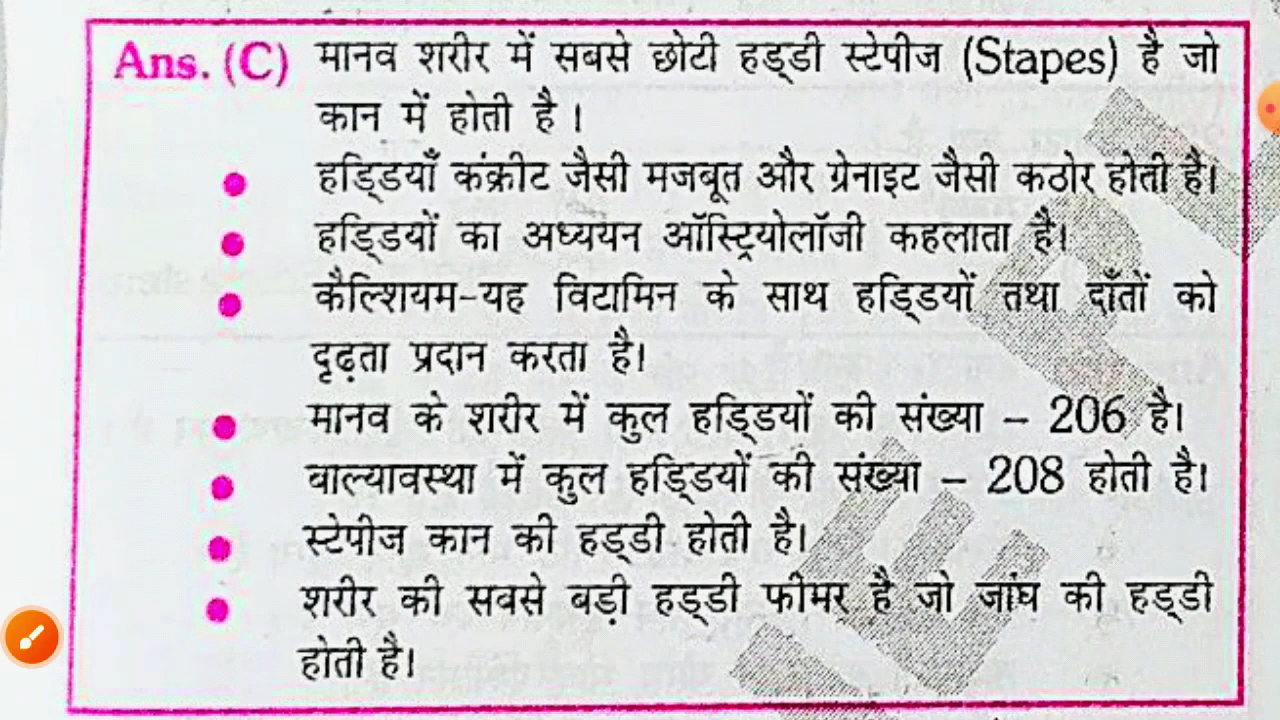 Ans. (C) मानव शरीर में सबसे छोटी हड्डी स्टेपीज (Stapes) है जो
कान में होती है ।
• हड्डियाँ कंक्रीट जैसी मजबूत और ग्रेनाइट जैसी कठोर होती है।
• हड्डियों का अध्ययन ऑस्ट्रियोलॉजी कहलाता है।
• कैल्शियम-यह विटामिन के साथ हड्डियों तथा दाँतों को
दृढ़ता प्रदान करता है।
• मानव के शरीर में कुल हड्डियों की संख्या – 206 है।
• बाल्यावस्था में कुल हड्डियों की संख्या – 208 होती है।
• स्टेपीज कान की हड्डी होती है।
• शरीर की सवसे बड़ी हड्डी फीमर है जो जांघ की हड्डी
होती है।